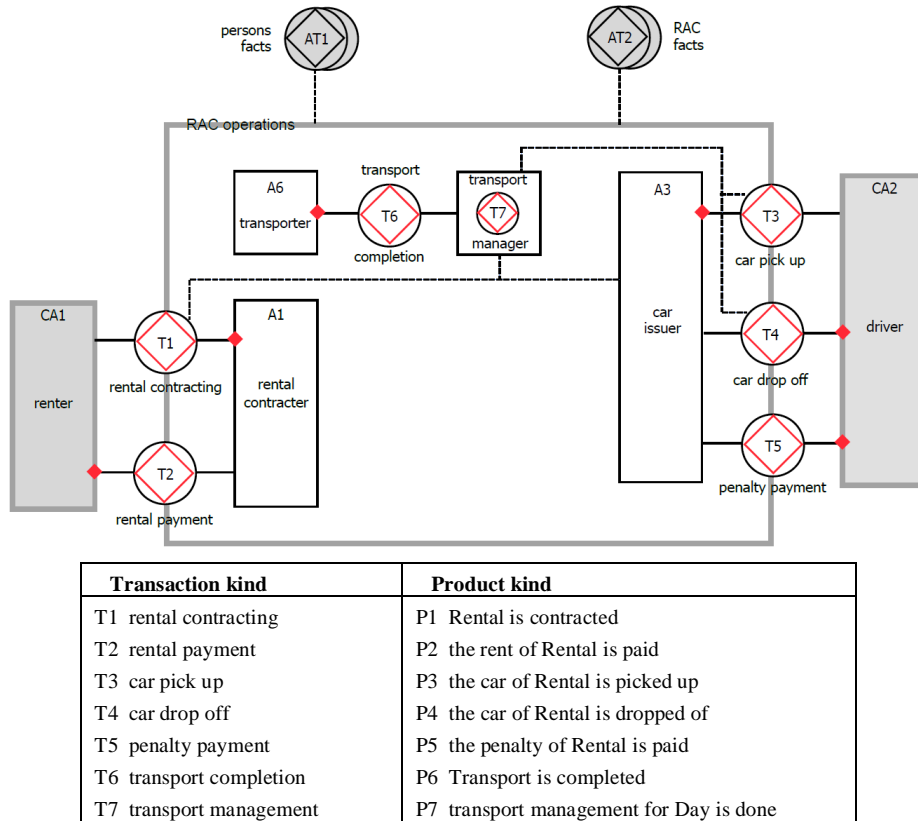 persons
facts
AT1
AT2
RAC
facts
RAC operations
A6
transporter
transport
T6
completion
transport
T7
manager
A3
car
issuer
T3
car pick up
CA2
driver
T4
car drop off
T5
penalty payment
CA1
renter
T1
rental contracting
A1
rental
contracter
T2
rental payment
Transaction kind Product kind
T1 rental contracting P1 Rental is contracted
T2 rental payment P2 the rent of Rental is paid
T3 car pick up P3 the car of Rental is picked up
T4 car drop off P4 the car of Rental is dropped of
T5 penalty payment P5 the penalty of Rental is paid
T6 transport completion P6 Transport is completed
T7 transport management P7 transport management for Day is done